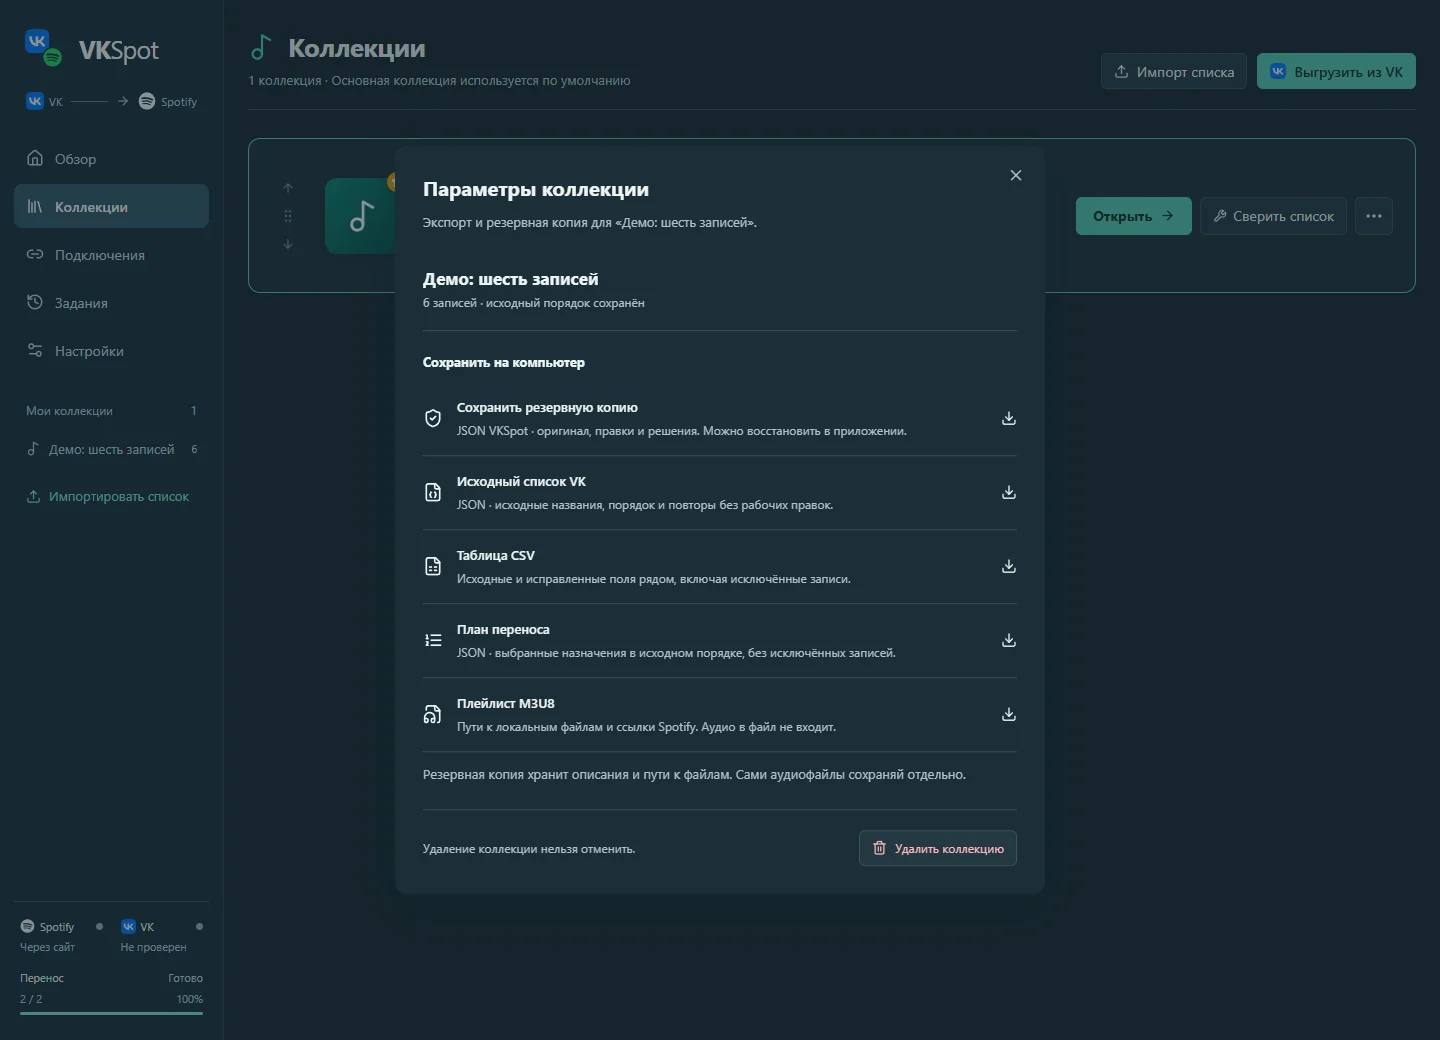 VKSpot
VK → Spotify
Обзор
Коллекции
Подключения
Задания
Настройки
Мои коллекции 1
Демо: шесть записей 6
Импортировать список
Spotify
Через сайт
VK
Не проверен
Перенос Готово
2 / 2 100%
Коллекции
1 коллекция · Основная коллекция используется по умолчанию
Импорт списка
Выгрузить из VK
Открыть →
Сверить список
Параметры коллекции
Экспорт и резервная копия для «Демо: шесть записей».
Демо: шесть записей
6 записей · исходный порядок сохранён
Сохранить на компьютер
Сохранить резервную копию
JSON VKSpot · оригинал, правки и решения. Можно восстановить в приложении.
Исходный список VK
JSON · исходные названия, порядок и повторы без рабочих правок.
Таблица CSV
Исходные и исправленные поля рядом, включая исключённые записи.
План переноса
JSON · выбранные назначения в исходном порядке, без исключённых записей.
Плейлист M3U8
Пути к локальным файлам и ссылки Spotify. Аудио в файл не входит.
Резервная копия хранит описания и пути к файлам. Сами аудиофайлы сохраняй отдельно.
Удаление коллекции нельзя отменить.
Удалить коллекцию